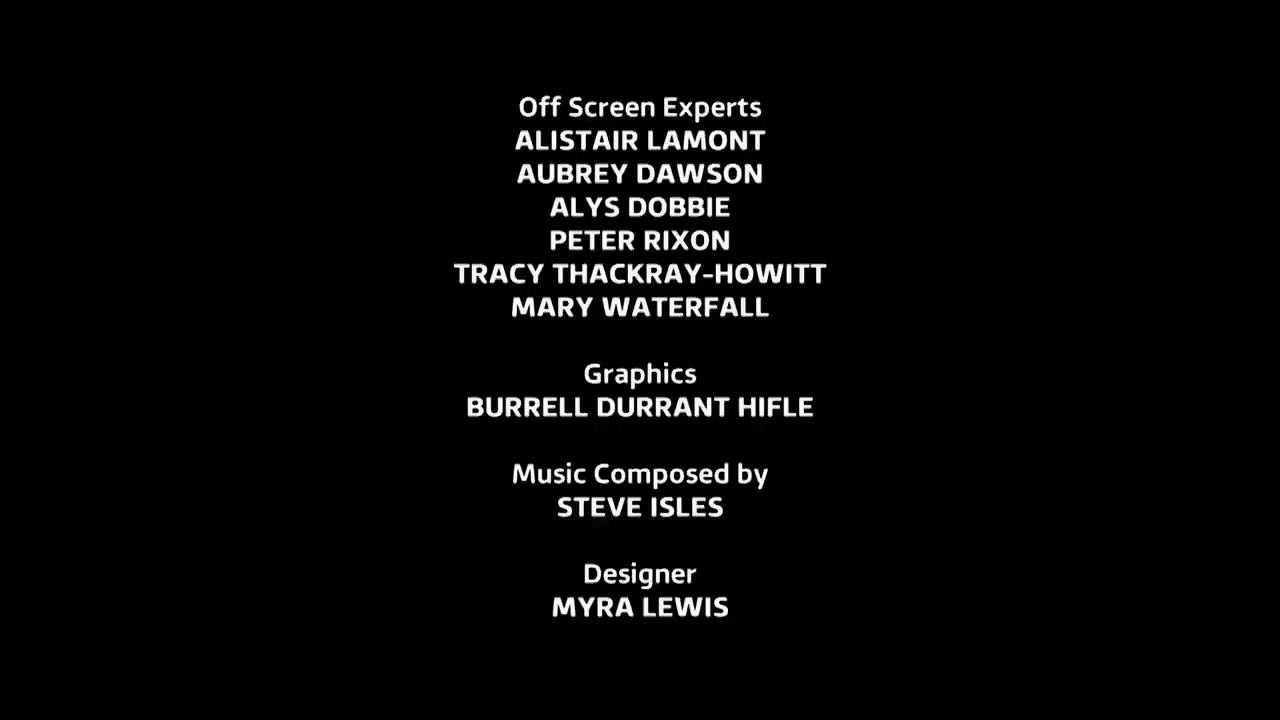 Off Screen Experts
ALISTAIR LAMONT
AUBREY DAWSON
ALYS DOBBIE
PETER RIXON
TRACY THACKRAY-HOWITT
MARY WATERFALL
Graphics
BURRELL DURRANT HIFLE
Music Composed by
STEVE ISLES
Designer
MYRA LEWIS